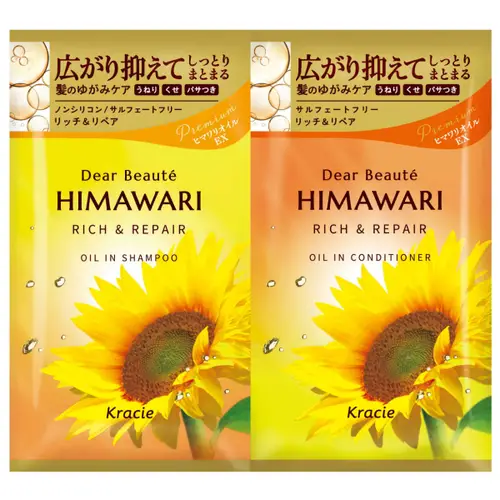 広がり抑えて しっとり まとまる
髪のゆがみケア うねり くせ パサつき
ノンシリコン/サルフェートフリー
リッチ&リペア
Premium
ヒマワリオイル
EX
Dear Beauté
HIMAWARI
RICH & REPAIR
OIL IN SHAMPOO
Kracie
広がり抑えて しっとり まとまる
髪のゆがみケア うねり くせ パサつき
サルフェートフリー
リッチ&リペア
Premium
ヒマワリオイル
EX
Dear Beauté
HIMAWARI
RICH & REPAIR
OIL IN CONDITIONER
Kracie